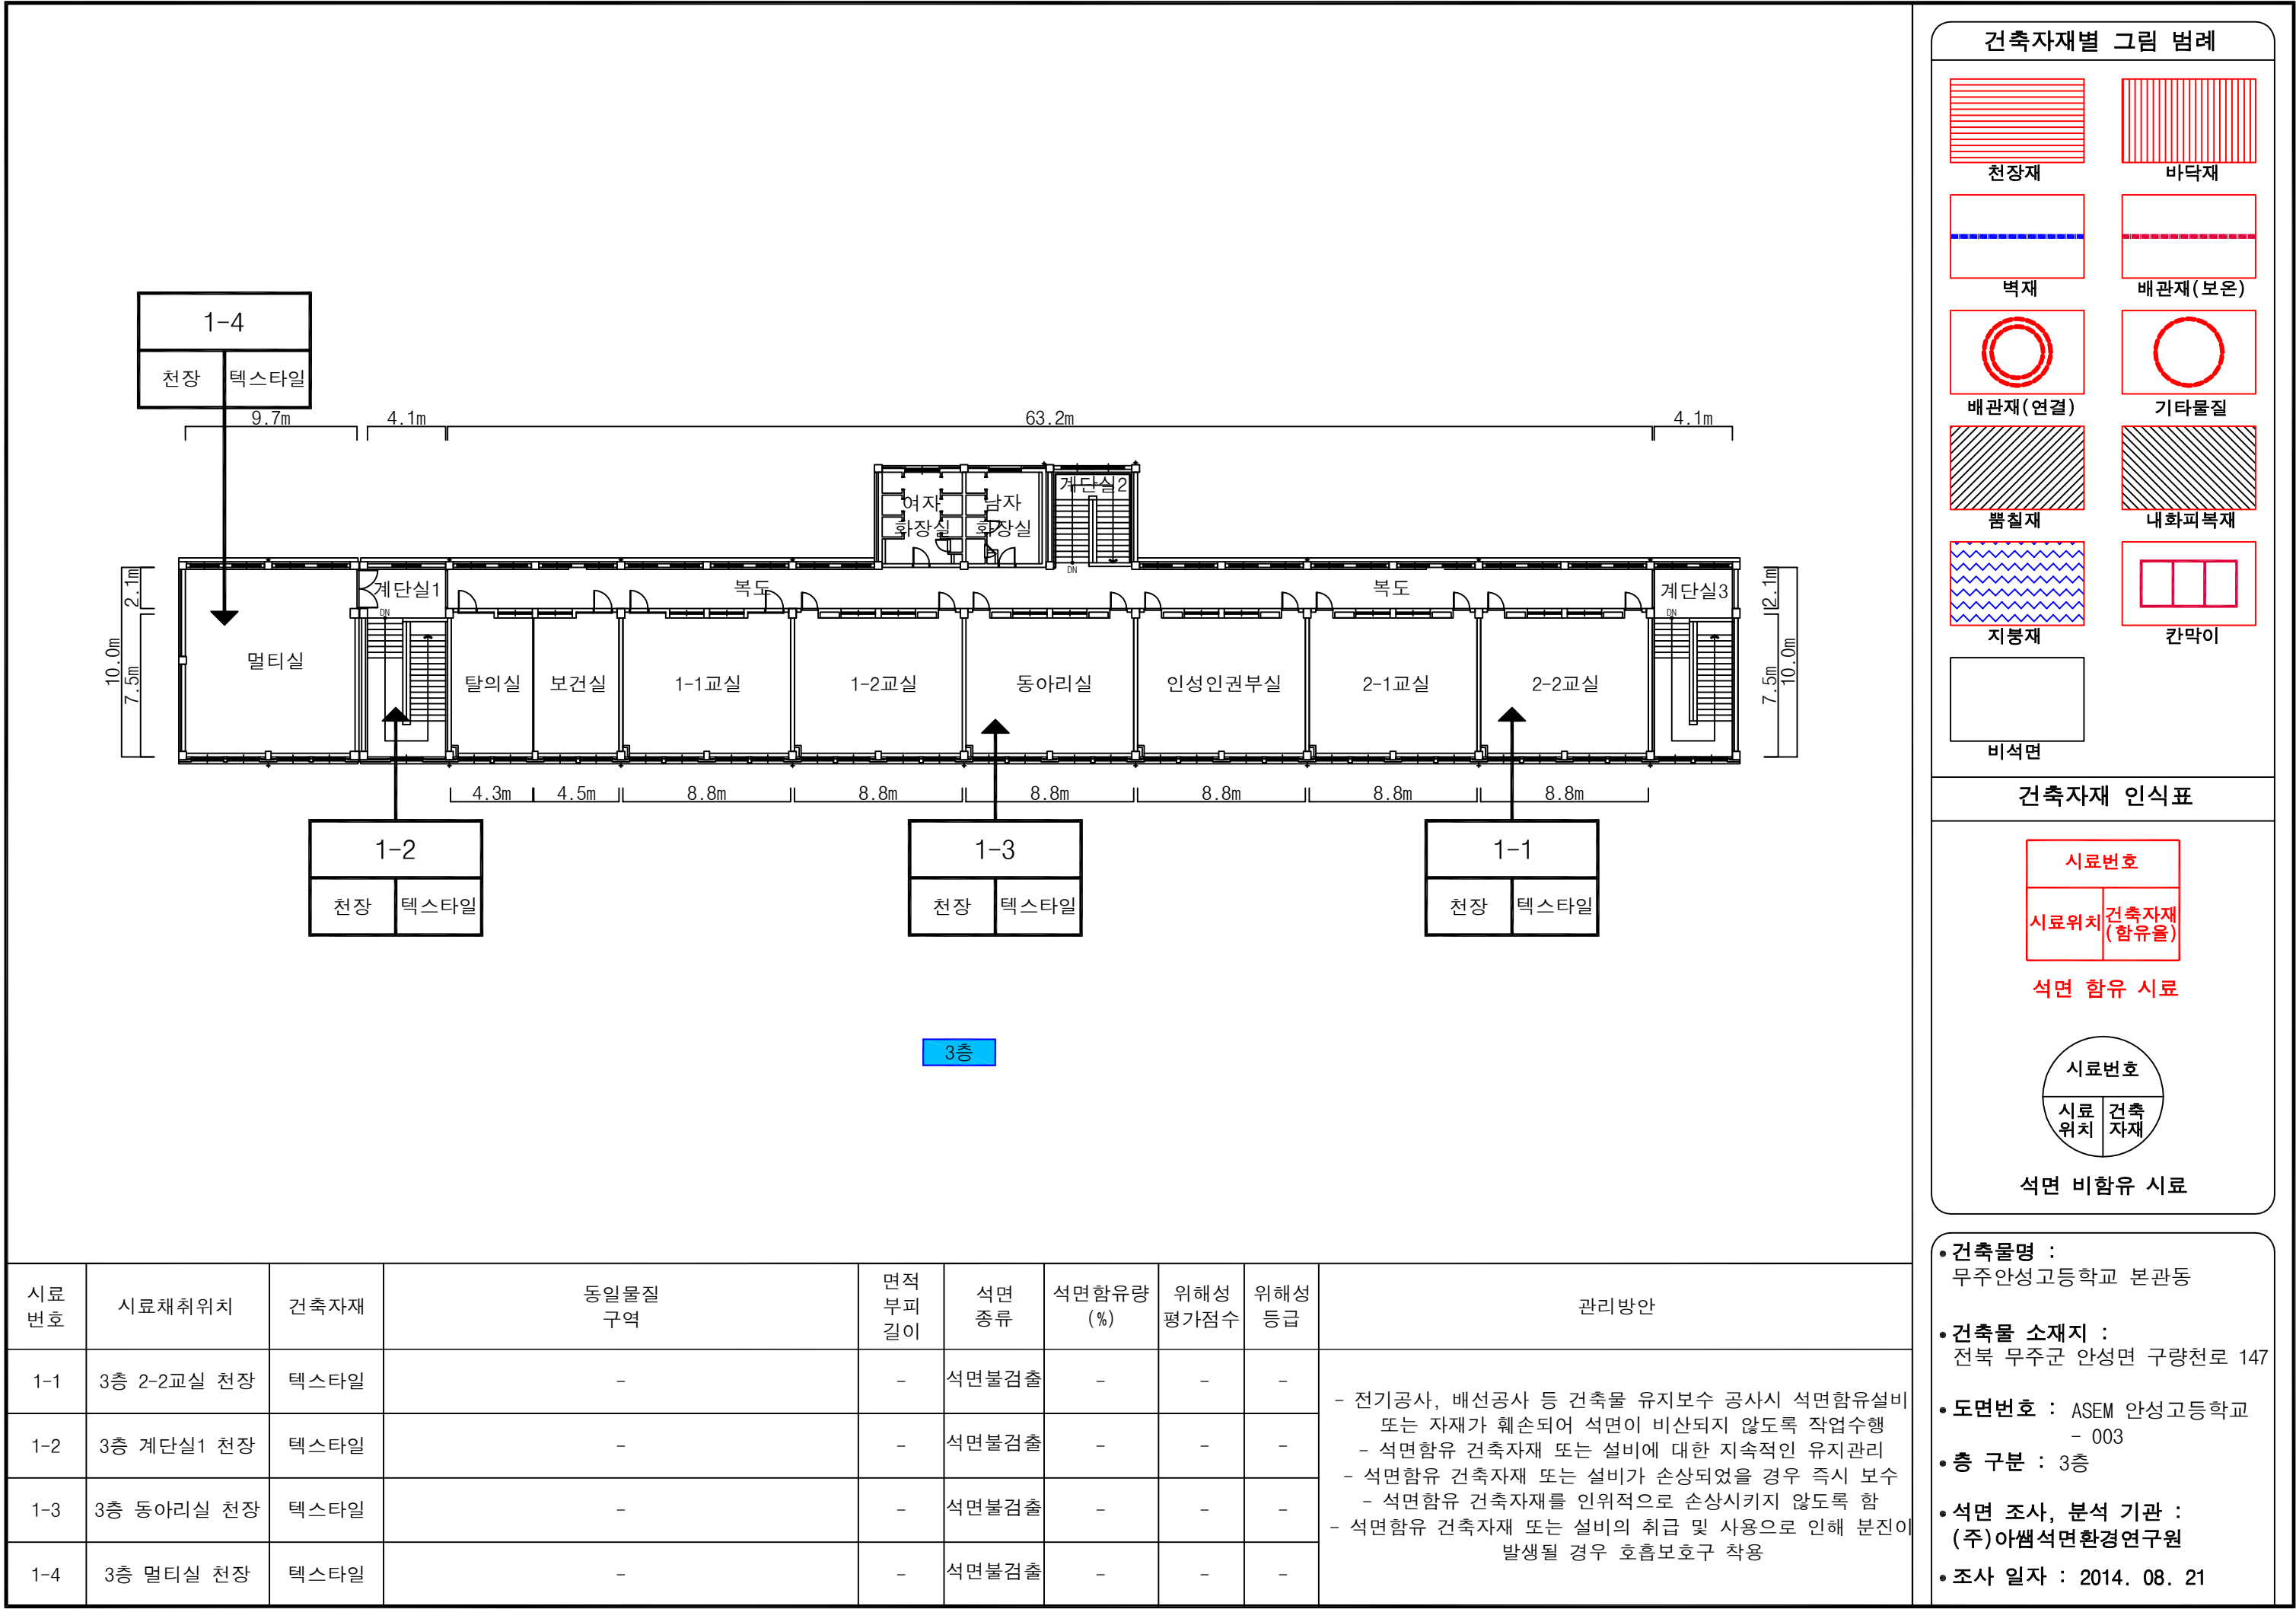 1-4
천장 텍스타일
9.7m 4.1m 63.2m 4.1m
계단실2
여자 남자
화장실 화장실
DN
2.1m 계단실1 복도 복도 계단실3 2.1m
DN DN
10.0m 7.5m 멀티실 탈의실 보건실 1-1교실 1-2교실 동아리실 인성인권부실 2-1교실 2-2교실 7.5m 10.0m
4.3m 4.5m 8.8m 8.8m 8.8m 8.8m 8.8m 8.8m
1-2 1-3 1-1
천장 텍스타일 천장 텍스타일 천장 텍스타일
3층
시료 번호 시료채취위치 건축자재 동일물질 구역 면적 부피 길이 석면 종류 석면함유량 (%) 위해성 평가점수 위해성 등급 관리방안
1-1 3층 2-2교실 천장 텍스타일 - - 석면불검출 - - -
1-2 3층 계단실1 천장 텍스타일 - - 석면불검출 - - -
1-3 3층 동아리실 천장 텍스타일 - - 석면불검출 - - -
1-4 3층 멀티실 천장 텍스타일 - - 석면불검출 - - -
- 전기공사, 배선공사 등 건축물 유지보수 공사시 석면함유설비
또는 자재가 훼손되어 석면이 비산되지 않도록 작업수행
- 석면함유 건축자재 또는 설비에 대한 지속적인 유지관리
- 석면함유 건축자재 또는 설비가 손상되었을 경우 즉시 보수
- 석면함유 건축자재를 인위적으로 손상시키지 않도록 함
- 석면함유 건축자재 또는 설비의 취급 및 사용으로 인해 분진이
발생될 경우 호흡보호구 착용
건축자재별 그림 범례
천장재 바닥재
벽재 배관재(보온)
배관재(연결) 기타물질
뿜칠재 내화피복재
지붕재 칸막이
비석면
건축자재 인식표
시료번호
시료위치 건축자재
(함유율)
석면 함유 시료
시료번호
시료 건축
위치 자재
석면 비함유 시료
• 건축물명 :
무주안성고등학교 본관동
• 건축물 소재지 :
전북 무주군 안성면 구량천로 147
• 도면번호 : ASEM 안성고등학교
- 003
• 층 구분 : 3층
• 석면 조사, 분석 기관 :
(주)아쌤석면환경연구원
• 조사 일자 : 2014. 08. 21